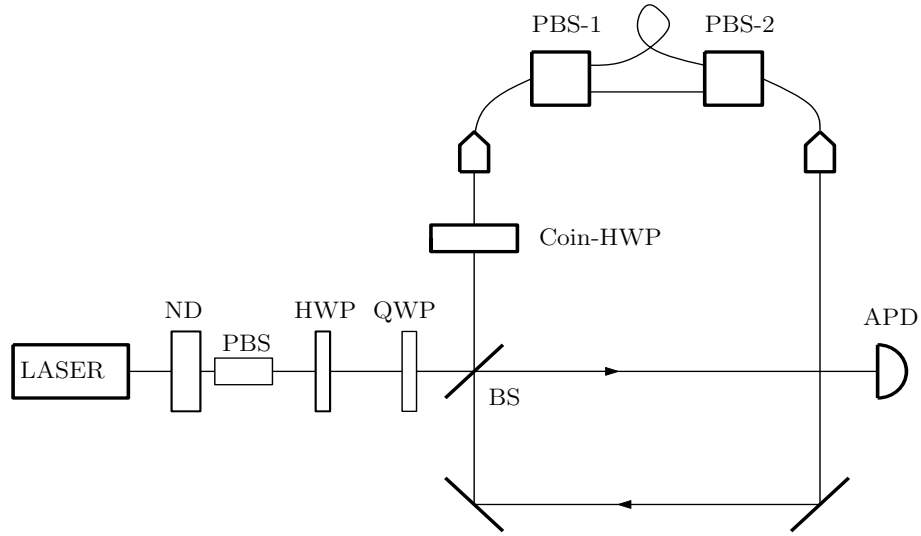 PBS-1
PBS-2
Coin-HWP
ND
HWP
QWP
APD
PBS
LASER
BS